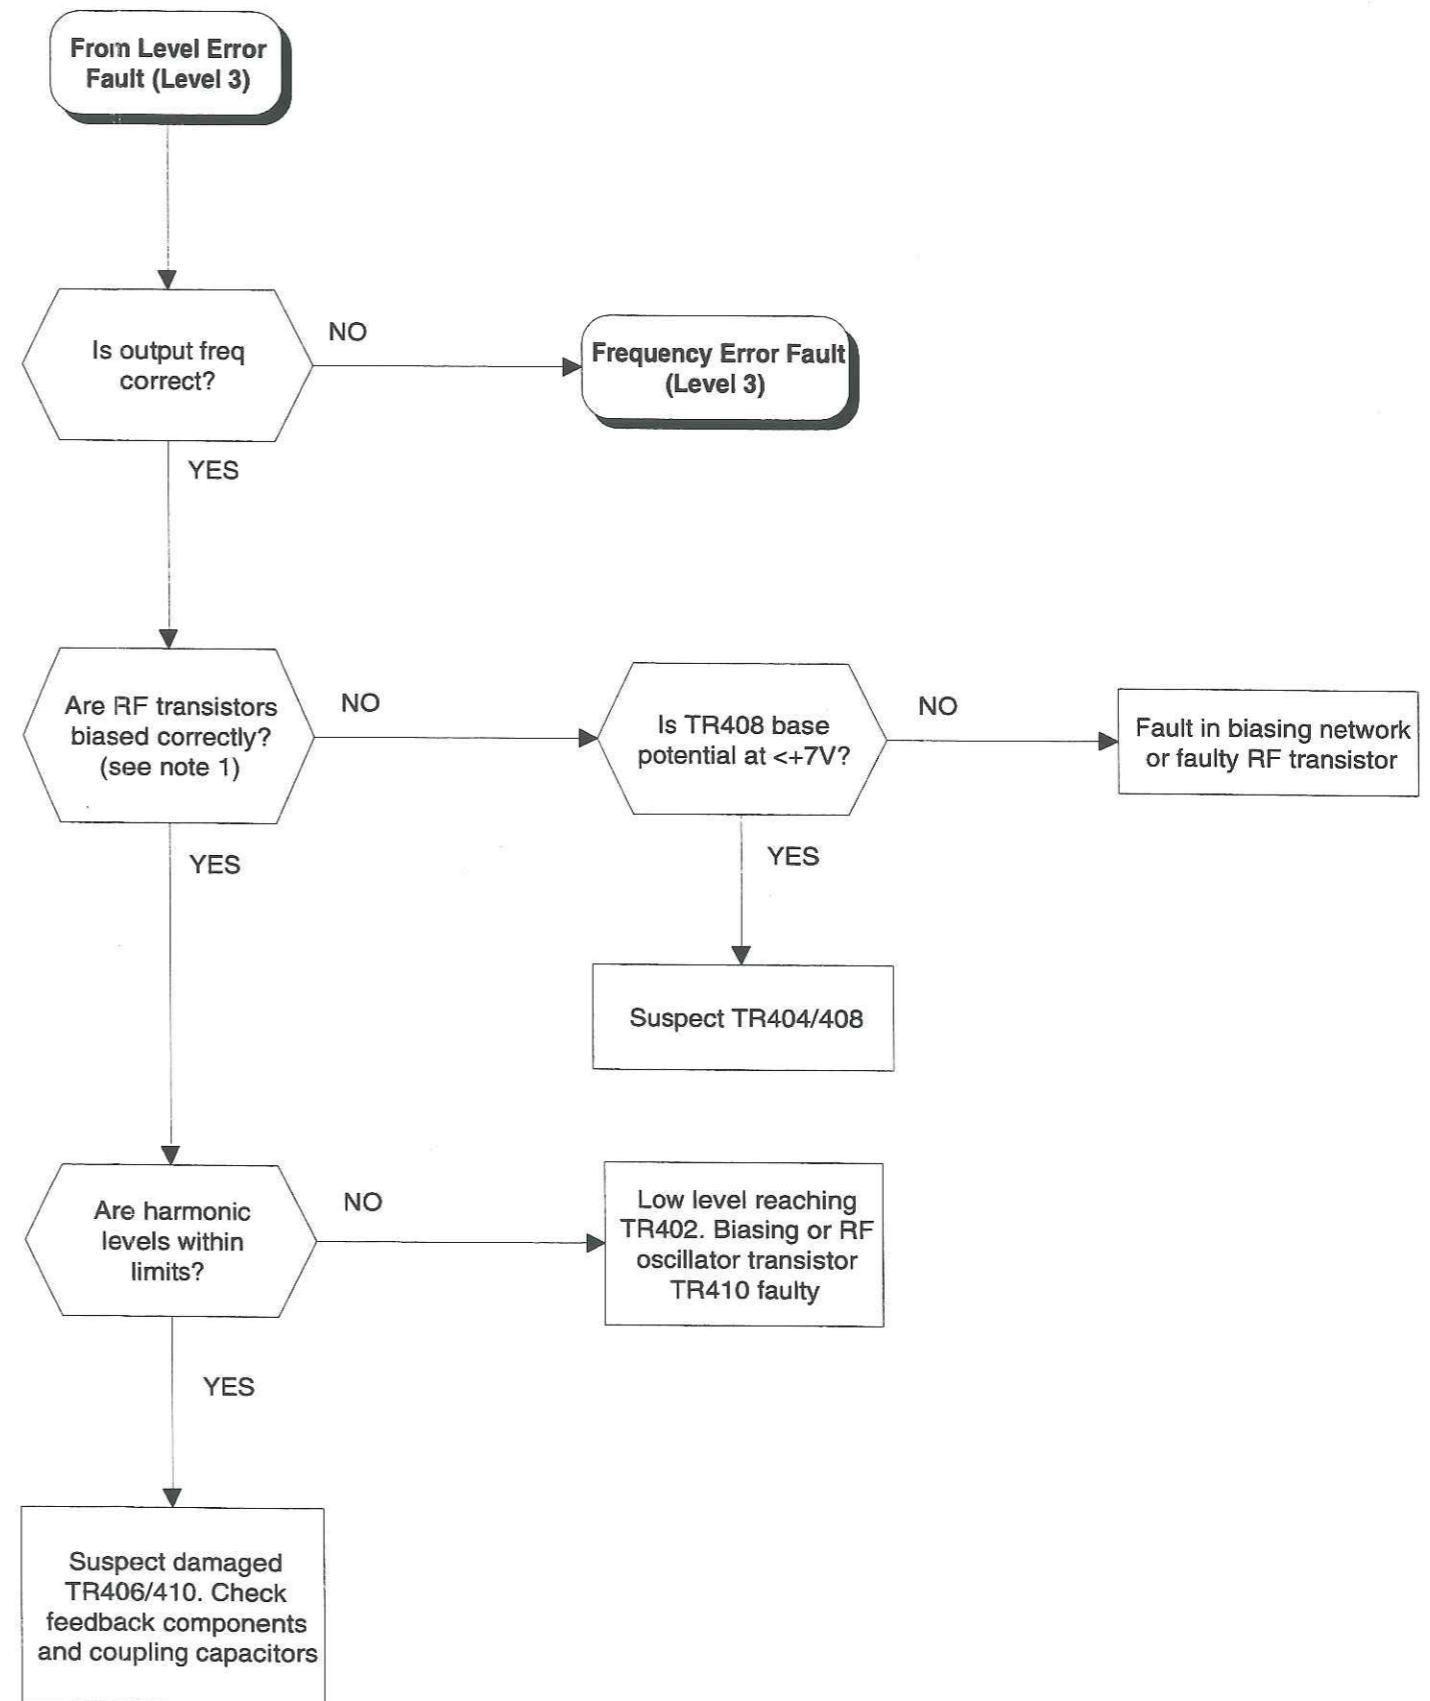 From Level Error
Fault (Level 3)
Is output freq
correct?
NO
Frequency Error Fault
(Level 3)
YES
Are RF transistors
biased correctly?
(see note 1)
NO
Is TR408 base
potential at <+7V?
NO
Fault in biasing network
or faulty RF transistor
YES
YES
Suspect TR404/408
Are harmonic
levels within
limits?
NO
Low level reaching
TR402. Biasing or RF
oscillator transistor
TR410 faulty
YES
Suspect damaged
TR406/410. Check
feedback components
and coupling capacitors